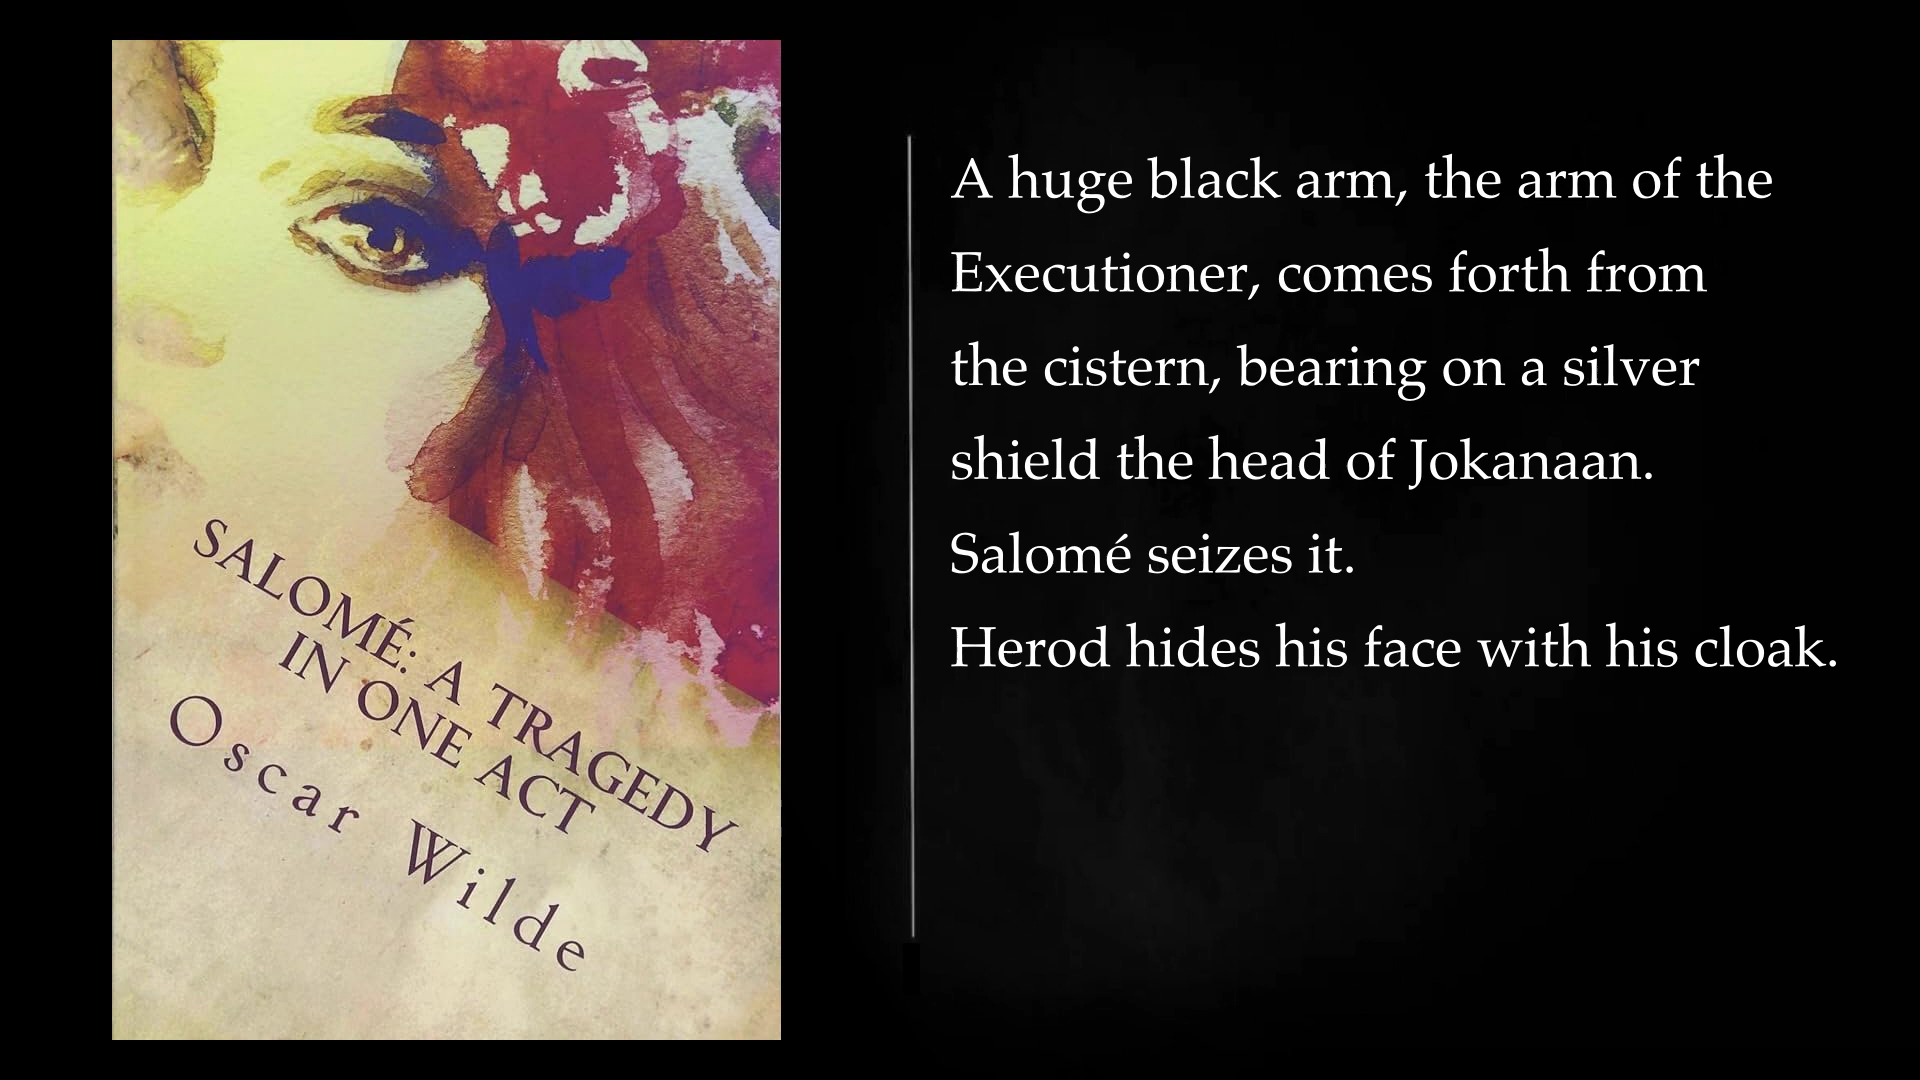 SALOMÉ: A TRAGEDY
IN ONE ACT
Oscar Wilde
A huge black arm, the arm of the
Executioner, comes forth from
the cistern, bearing on a silver
shield the head of Jokanaan.
Salomé seizes it.
Herod hides his face with his cloak.